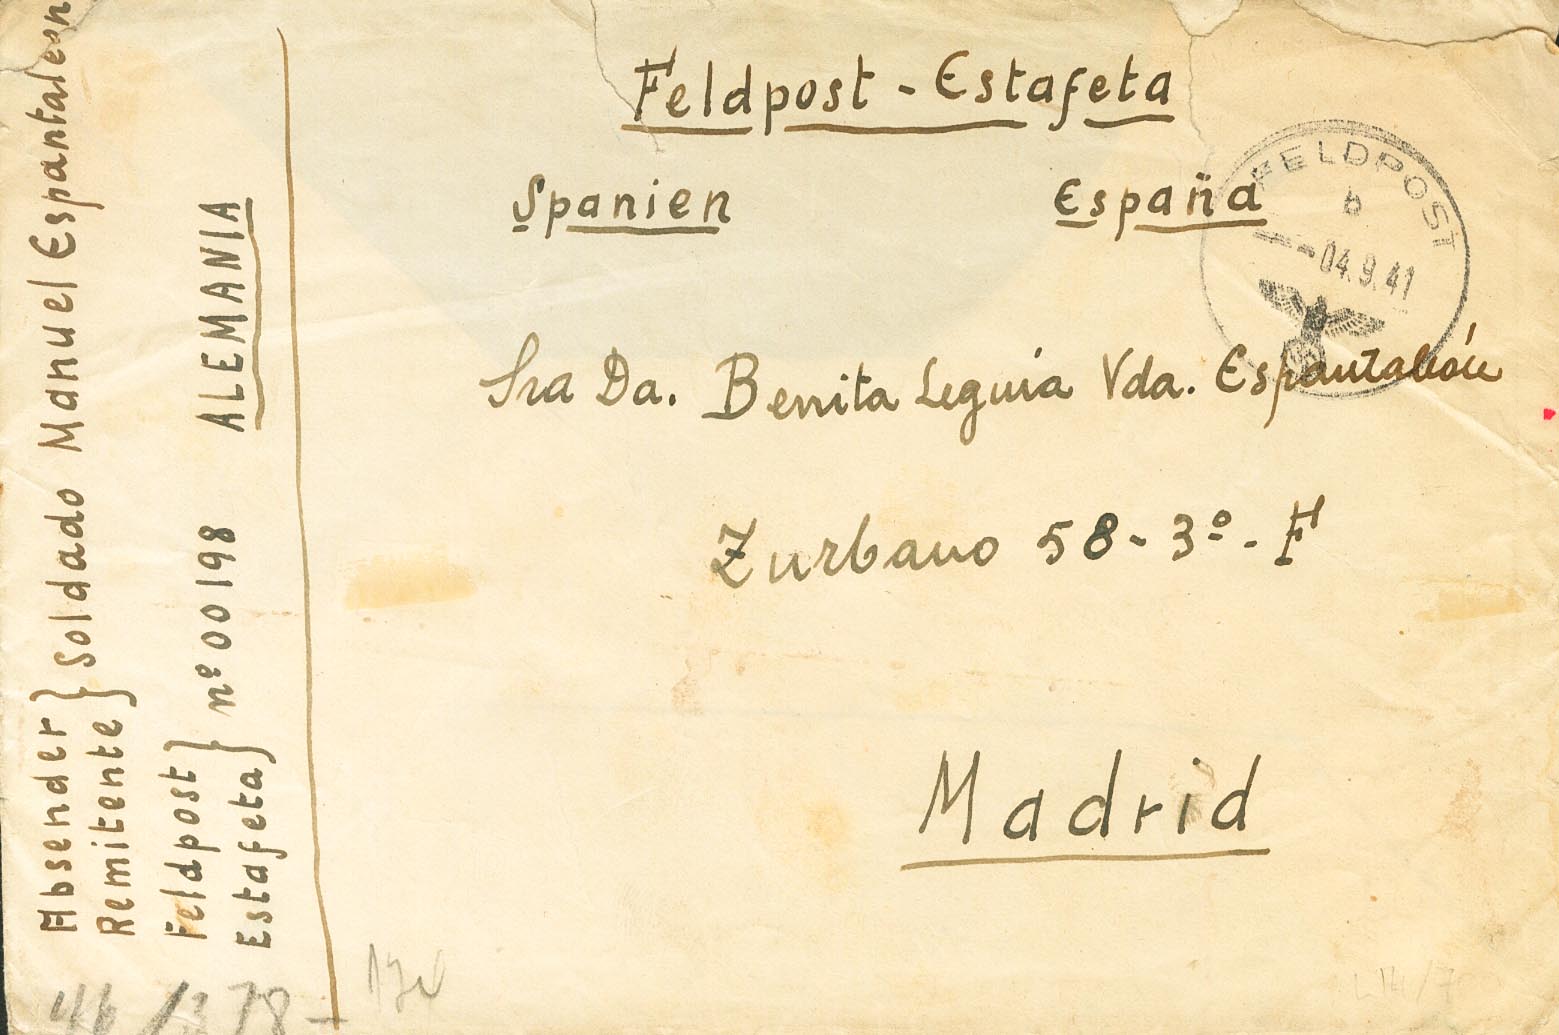 Feldpost - Estafeta
Spanien España
FELDPOST
b
-04.9.41
Sra Da. Benita Leguia Vda. Espantaleón
Zurbano 58 - 3º - F
Madrid
Absender } Soldado Manuel Espantaleon
Remitente }
Feldpost } nº 00198 ALEMANIA
Estafeta }